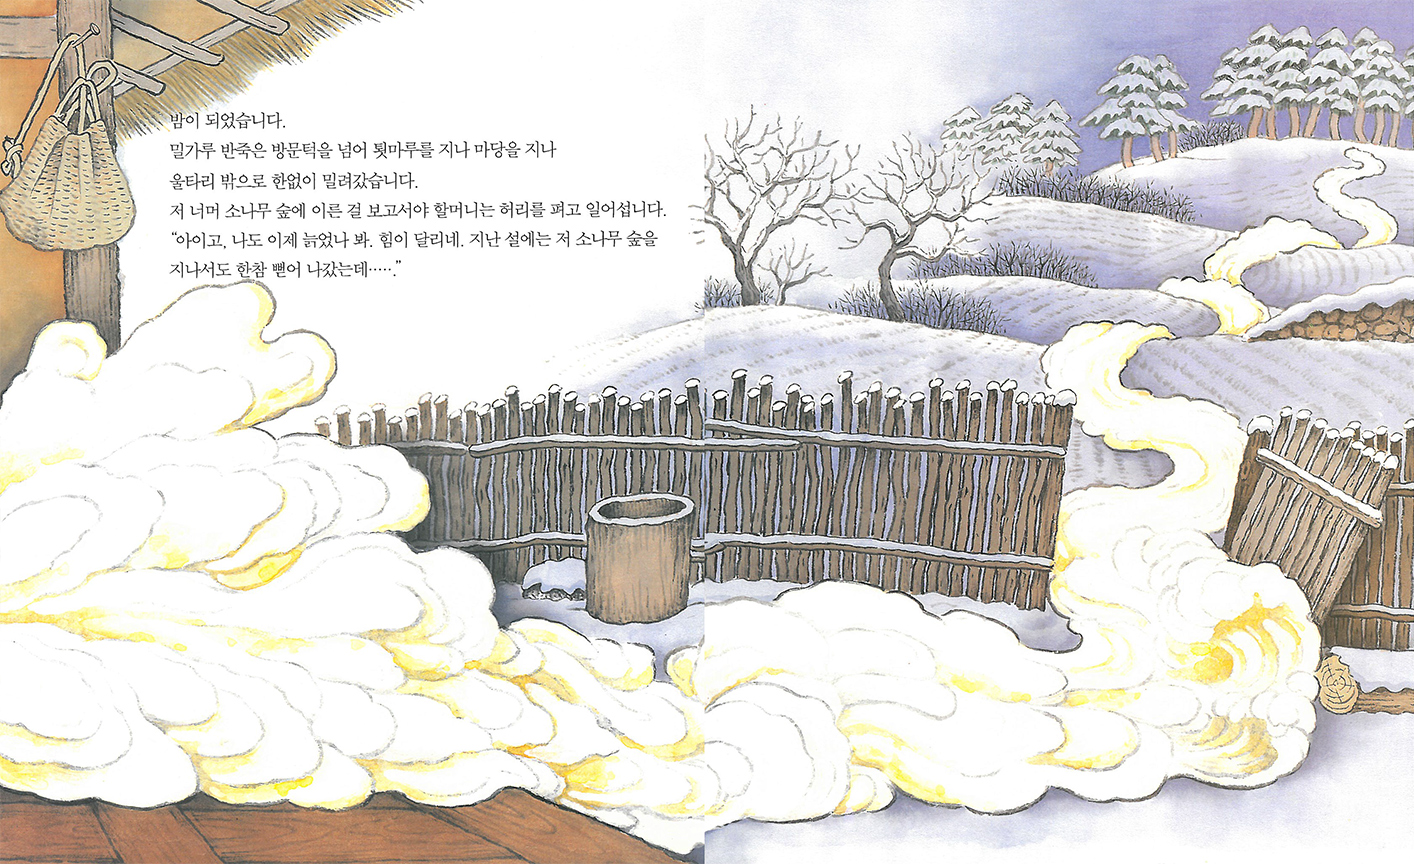 밤이 되었습니다.
밀가루 반죽은 방문턱을 넘어 툇마루를 지나 마당을 지나
울타리 밖으로 한없이 밀려갔습니다.
저 너머 소나무 숲에 이른 걸 보고서야 할머니는 허리를 펴고 일어섭니다.
“아이고, 나도 이제 늙었나 봐. 힘이 달리네. 지난 설에는 저 소나무 숲을
지나서도 한참 뻗어 나갔는데…….”